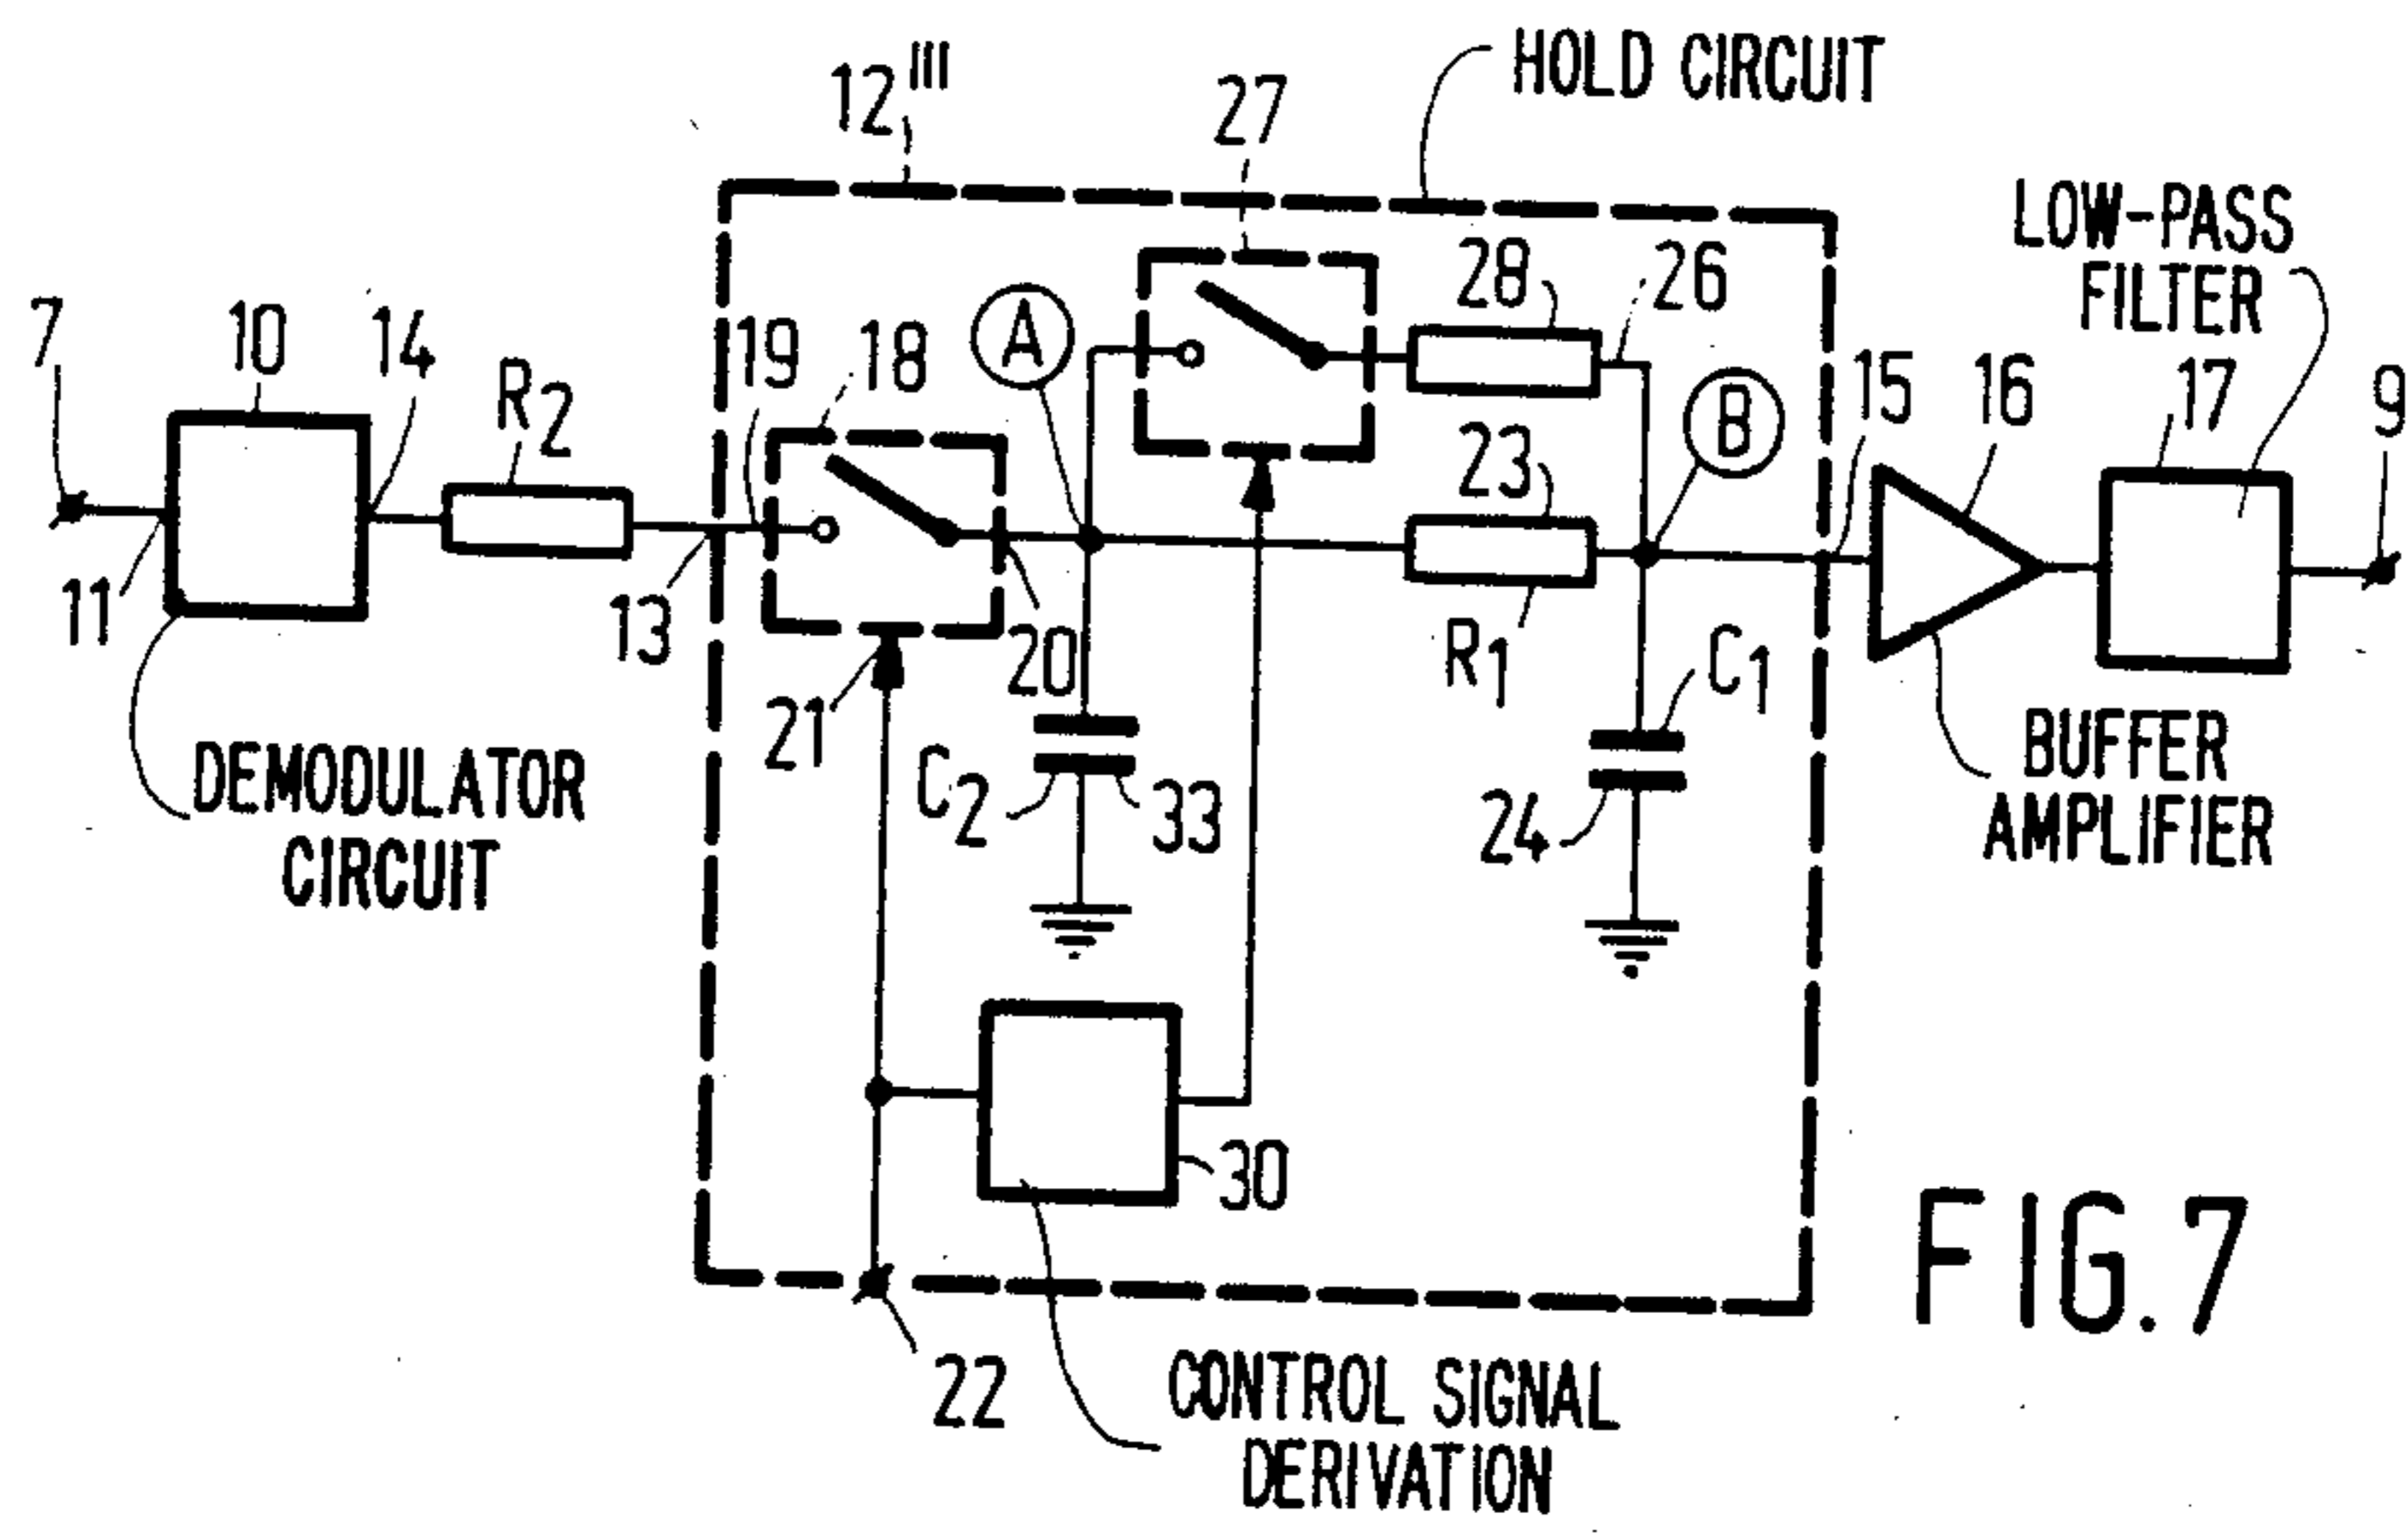 HOLD CIRCUIT
12'''
27
LOW-PASS
FILTER
7
10
14
R2
19
18
A
28
26
B
15
16
17
9
23
11
13
20
21
R1
C1
C2
33
24
DEMODULATOR
CIRCUIT
BUFFER
AMPLIFIER
30
22
CONTROL SIGNAL
DERIVATION
FIG.7